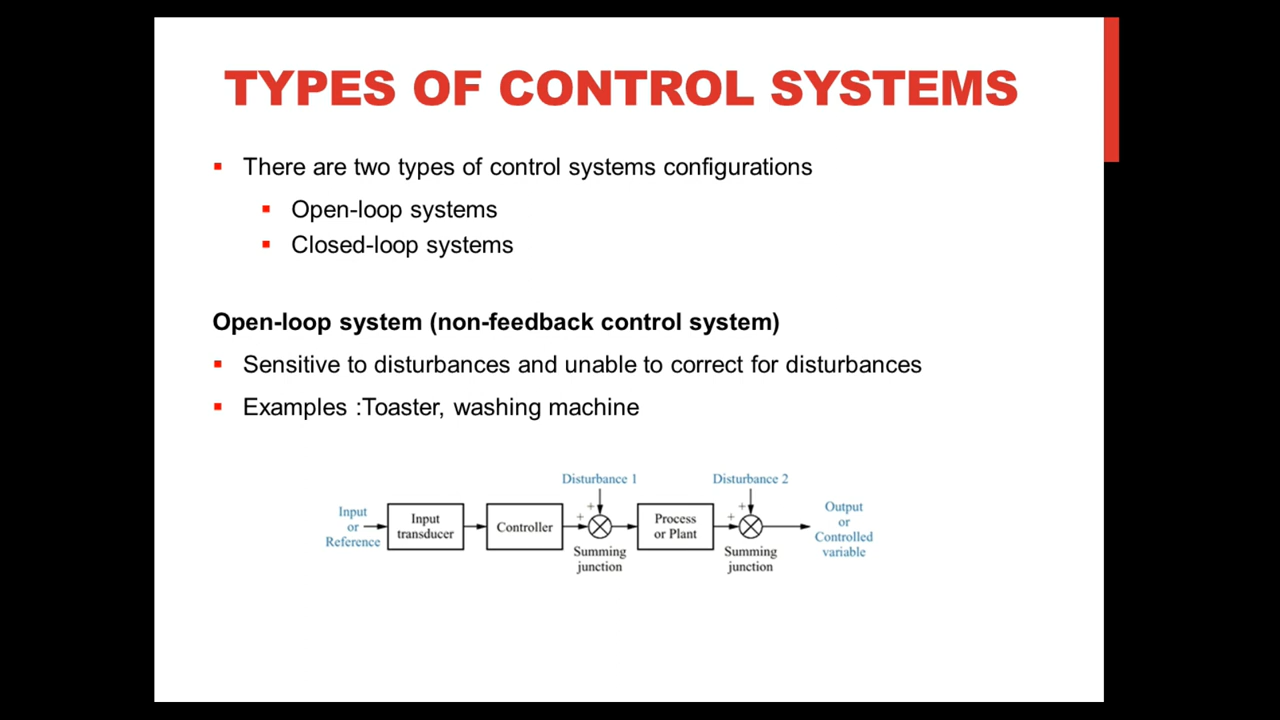 TYPES OF CONTROL SYSTEMS
▪ There are two types of control systems configurations
▪ Open-loop systems
▪ Closed-loop systems
Open-loop system (non-feedback control system)
▪ Sensitive to disturbances and unable to correct for disturbances
▪ Examples :Toaster, washing machine
Disturbance 1
Disturbance 2
Input
or
Reference
Input
transducer
Controller
+
+
Summing
junction
Process
or Plant
+
+
Summing
junction
Output
or
Controlled
variable